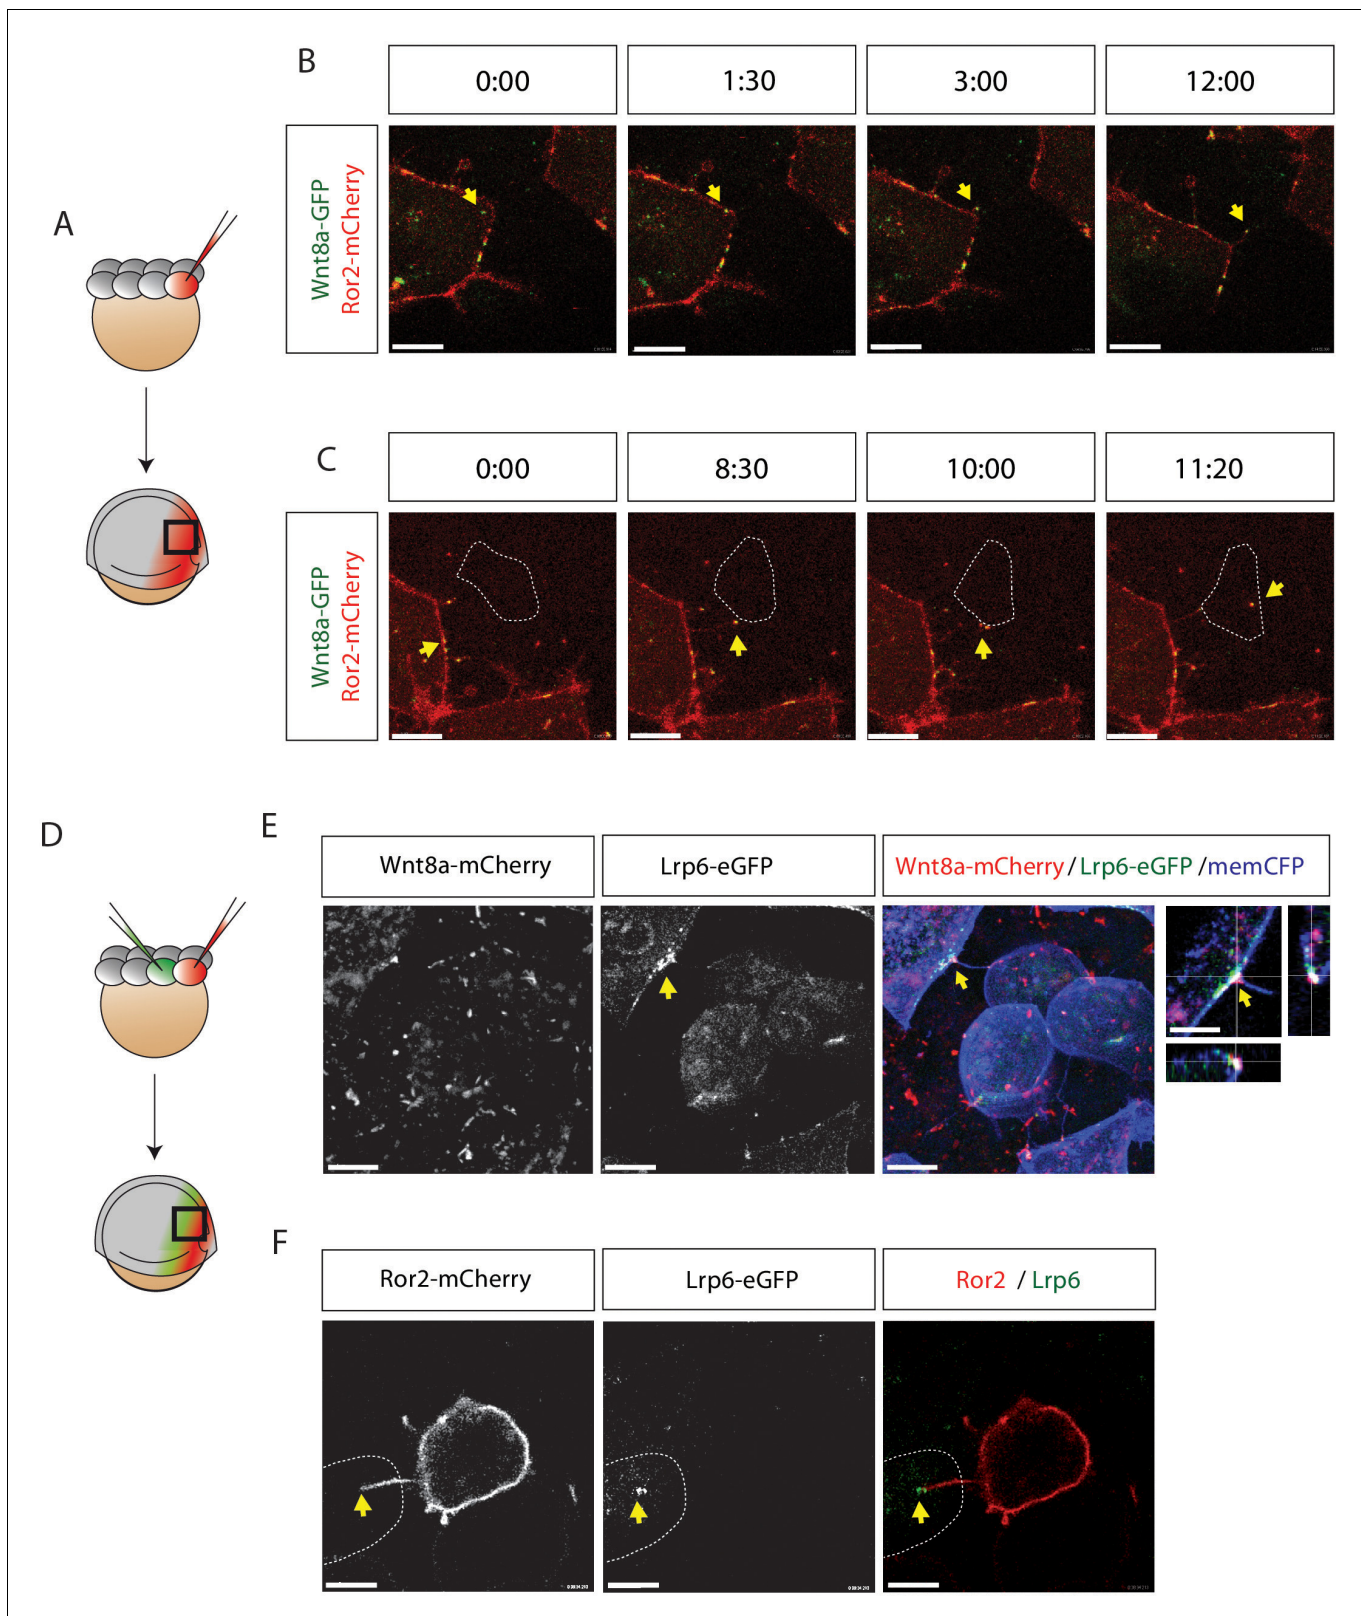 A
B
0:00 1:30 3:00 12:00
Wnt8a-GFP
Ror2-mCherry
C
0:00 8:30 10:00 11:20
Wnt8a-GFP
Ror2-mCherry
D
E
Wnt8a-mCherry Lrp6-eGFP Wnt8a-mCherry/Lrp6-eGFP/memCFP
F
Ror2-mCherry Lrp6-eGFP Ror2 / Lrp6